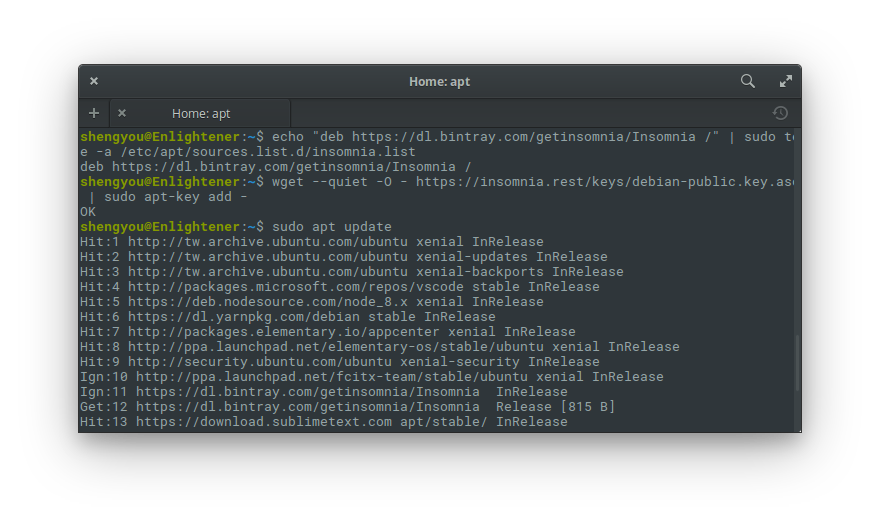 Home: apt
Home: apt
shengyou@Enlightener:~$ echo "deb https://dl.bintray.com/getinsomnia/Insomnia /" | sudo te
e -a /etc/apt/sources.list.d/insomnia.list
deb https://dl.bintray.com/getinsomnia/Insomnia /
shengyou@Enlightener:~$ wget --quiet -O - https://insomnia.rest/keys/debian-public.key.asc
 | sudo apt-key add -
OK
shengyou@Enlightener:~$ sudo apt update
Hit:1 http://tw.archive.ubuntu.com/ubuntu xenial InRelease
Hit:2 http://tw.archive.ubuntu.com/ubuntu xenial-updates InRelease
Hit:3 http://tw.archive.ubuntu.com/ubuntu xenial-backports InRelease
Hit:4 http://packages.microsoft.com/repos/vscode stable InRelease
Hit:5 https://deb.nodesource.com/node_8.x xenial InRelease
Hit:6 https://dl.yarnpkg.com/debian stable InRelease
Hit:7 http://packages.elementary.io/appcenter xenial InRelease
Hit:8 http://ppa.launchpad.net/elementary-os/stable/ubuntu xenial InRelease
Hit:9 http://security.ubuntu.com/ubuntu xenial-security InRelease
Ign:10 http://ppa.launchpad.net/fcitx-team/stable/ubuntu xenial InRelease
Ign:11 https://dl.bintray.com/getinsomnia/Insomnia  InRelease
Get:12 https://dl.bintray.com/getinsomnia/Insomnia  Release [815 B]
Hit:13 https://download.sublimetext.com apt/stable/ InRelease